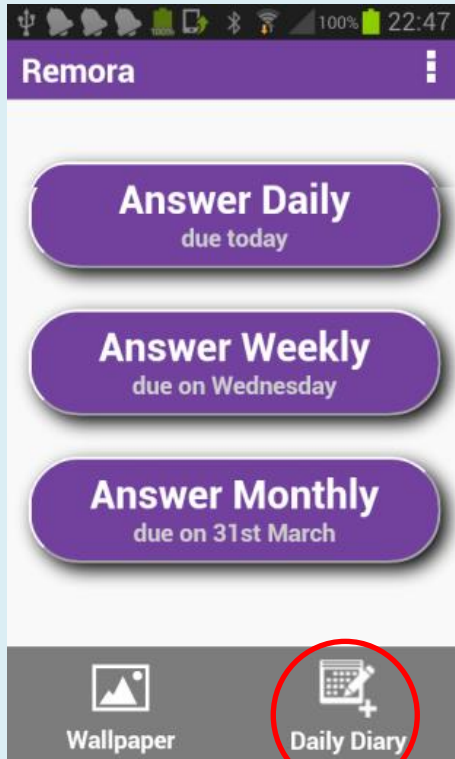 100% 22:47
Remora
Answer Daily
due today
Answer Weekly
due on Wednesday
Answer Monthly
due on 31st March
Wallpaper Daily Diary